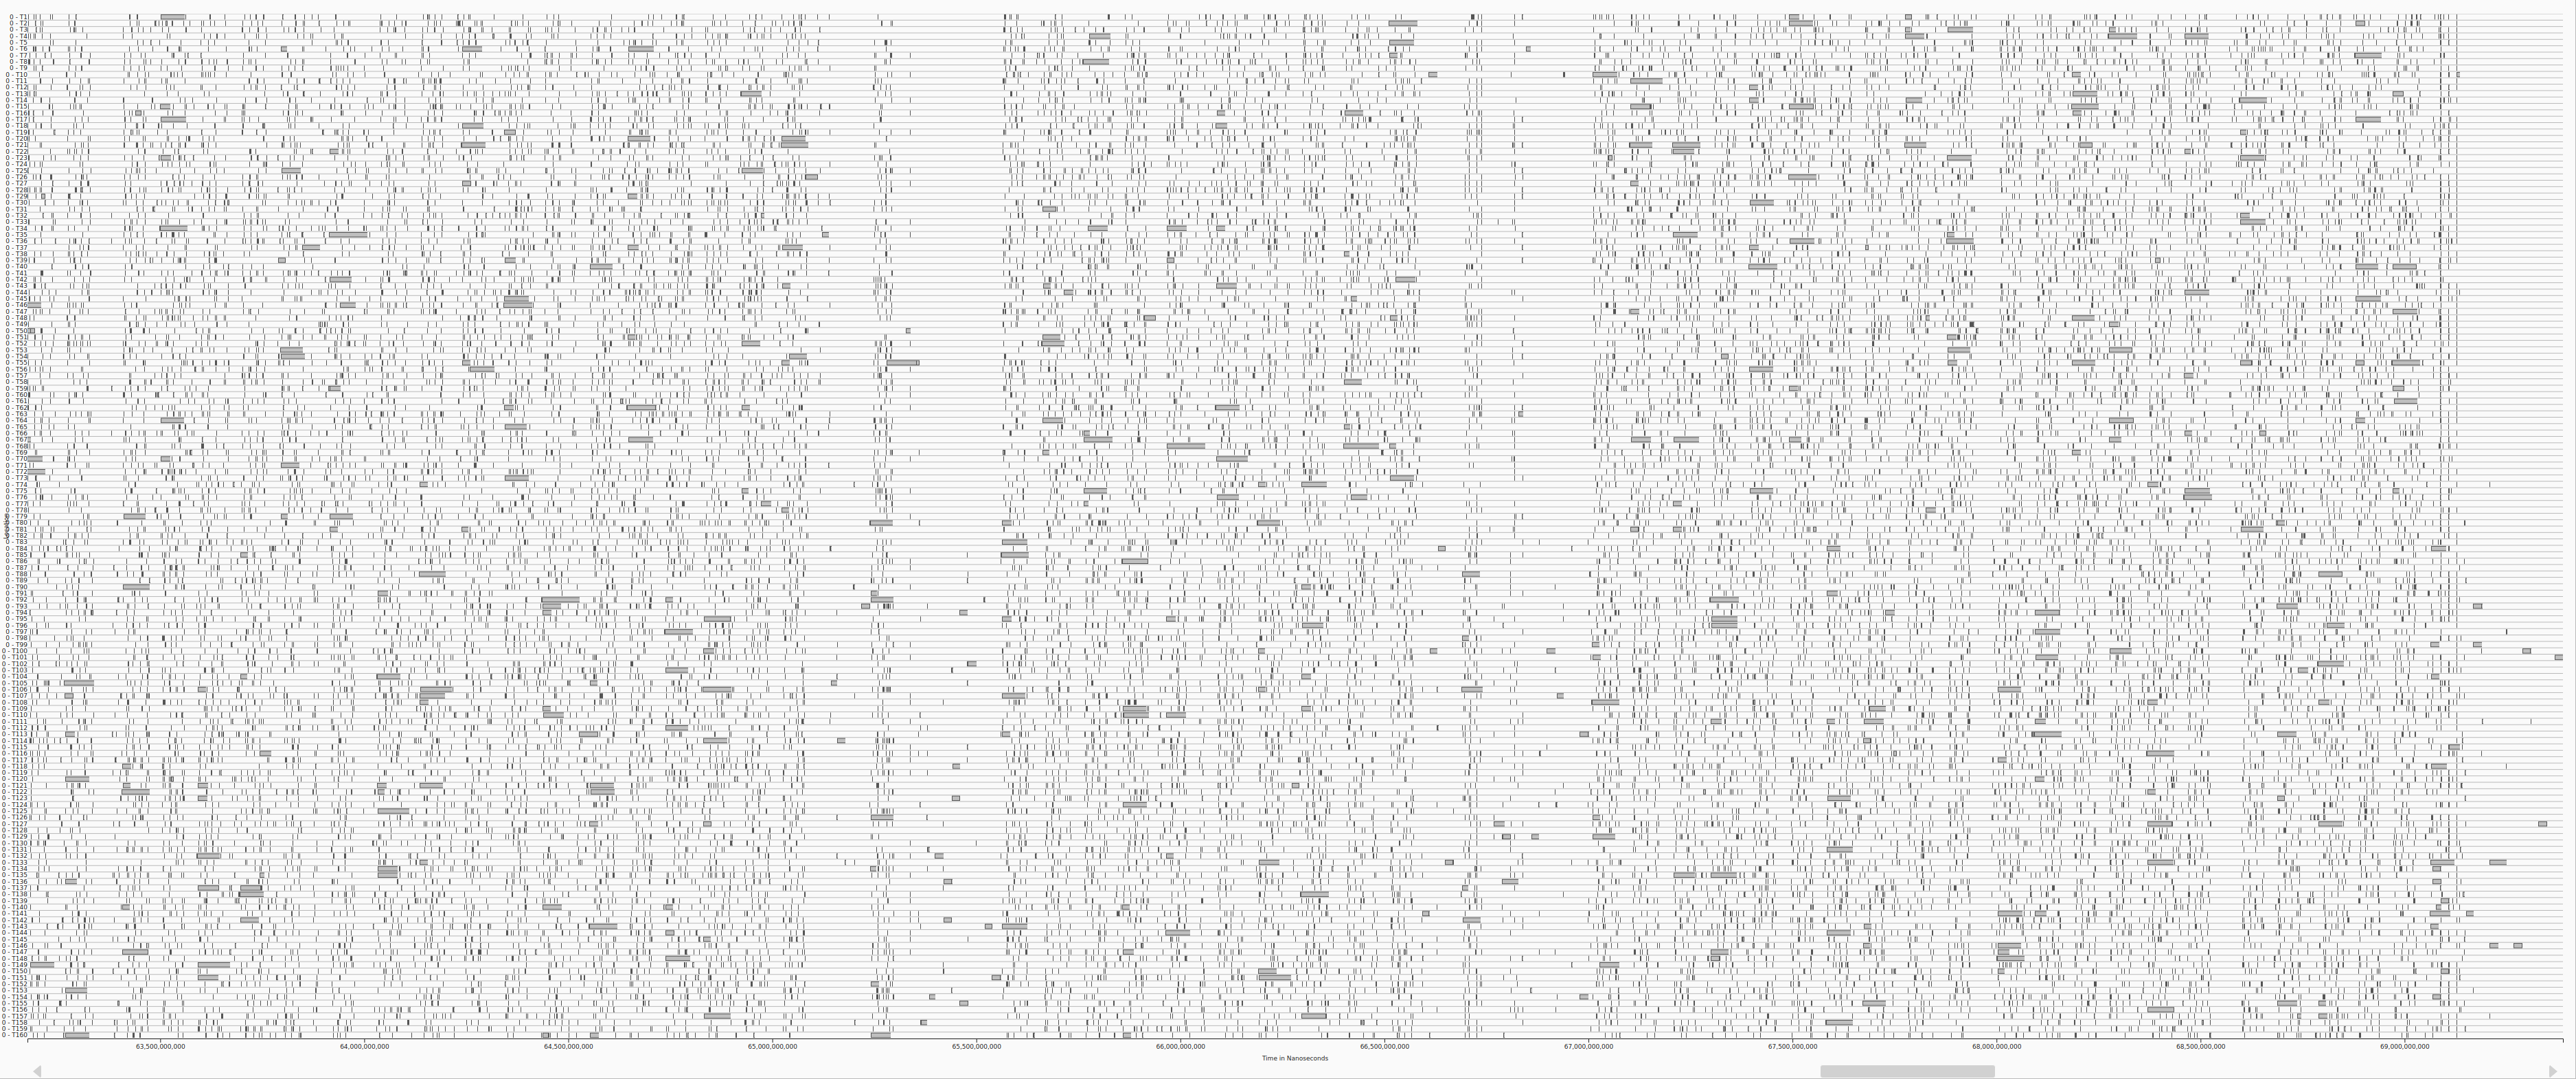 0 - T1
0 - T2
0 - T3
0 - T4
0 - T5
0 - T6
0 - T7
0 - T8
0 - T9
0 - T10
0 - T11
0 - T12
0 - T13
0 - T14
0 - T15
0 - T16
0 - T17
0 - T18
0 - T19
0 - T20
0 - T21
0 - T22
0 - T23
0 - T24
0 - T25
0 - T26
0 - T27
0 - T28
0 - T29
0 - T30
0 - T31
0 - T32
0 - T33
0 - T34
0 - T35
0 - T36
0 - T37
0 - T38
0 - T39
0 - T40
0 - T41
0 - T42
0 - T43
0 - T44
0 - T45
0 - T46
0 - T47
0 - T48
0 - T49
0 - T50
0 - T51
0 - T52
0 - T53
0 - T54
0 - T55
0 - T56
0 - T57
0 - T58
0 - T59
0 - T60
0 - T61
0 - T62
0 - T63
0 - T64
0 - T65
0 - T66
0 - T67
0 - T68
0 - T69
0 - T70
0 - T71
0 - T72
0 - T73
0 - T74
0 - T75
0 - T76
0 - T77
0 - T78
0 - T79
0 - T80
0 - T81
0 - T82
0 - T83
0 - T84
0 - T85
0 - T86
0 - T87
0 - T88
0 - T89
0 - T90
0 - T91
0 - T92
0 - T93
0 - T94
0 - T95
0 - T96
0 - T97
0 - T98
0 - T99
0 - T100
0 - T101
0 - T102
0 - T103
0 - T104
0 - T105
0 - T106
0 - T107
0 - T108
0 - T109
0 - T110
0 - T111
0 - T112
0 - T113
0 - T114
0 - T115
0 - T116
0 - T117
0 - T118
0 - T119
0 - T120
0 - T121
0 - T122
0 - T123
0 - T124
0 - T125
0 - T126
0 - T127
0 - T128
0 - T129
0 - T130
0 - T131
0 - T132
0 - T133
0 - T134
0 - T135
0 - T136
0 - T137
0 - T138
0 - T139
0 - T140
0 - T141
0 - T142
0 - T143
0 - T144
0 - T145
0 - T146
0 - T147
0 - T148
0 - T149
0 - T150
0 - T151
0 - T152
0 - T153
0 - T154
0 - T155
0 - T156
0 - T157
0 - T158
0 - T159
0 - T160
63,500,000,000 64,000,000,000 64,500,000,000 65,000,000,000 65,500,000,000 66,000,000,000 66,500,000,000 67,000,000,000 67,500,000,000 68,000,000,000 68,500,000,000 69,000,000,000
Time in Nanoseconds